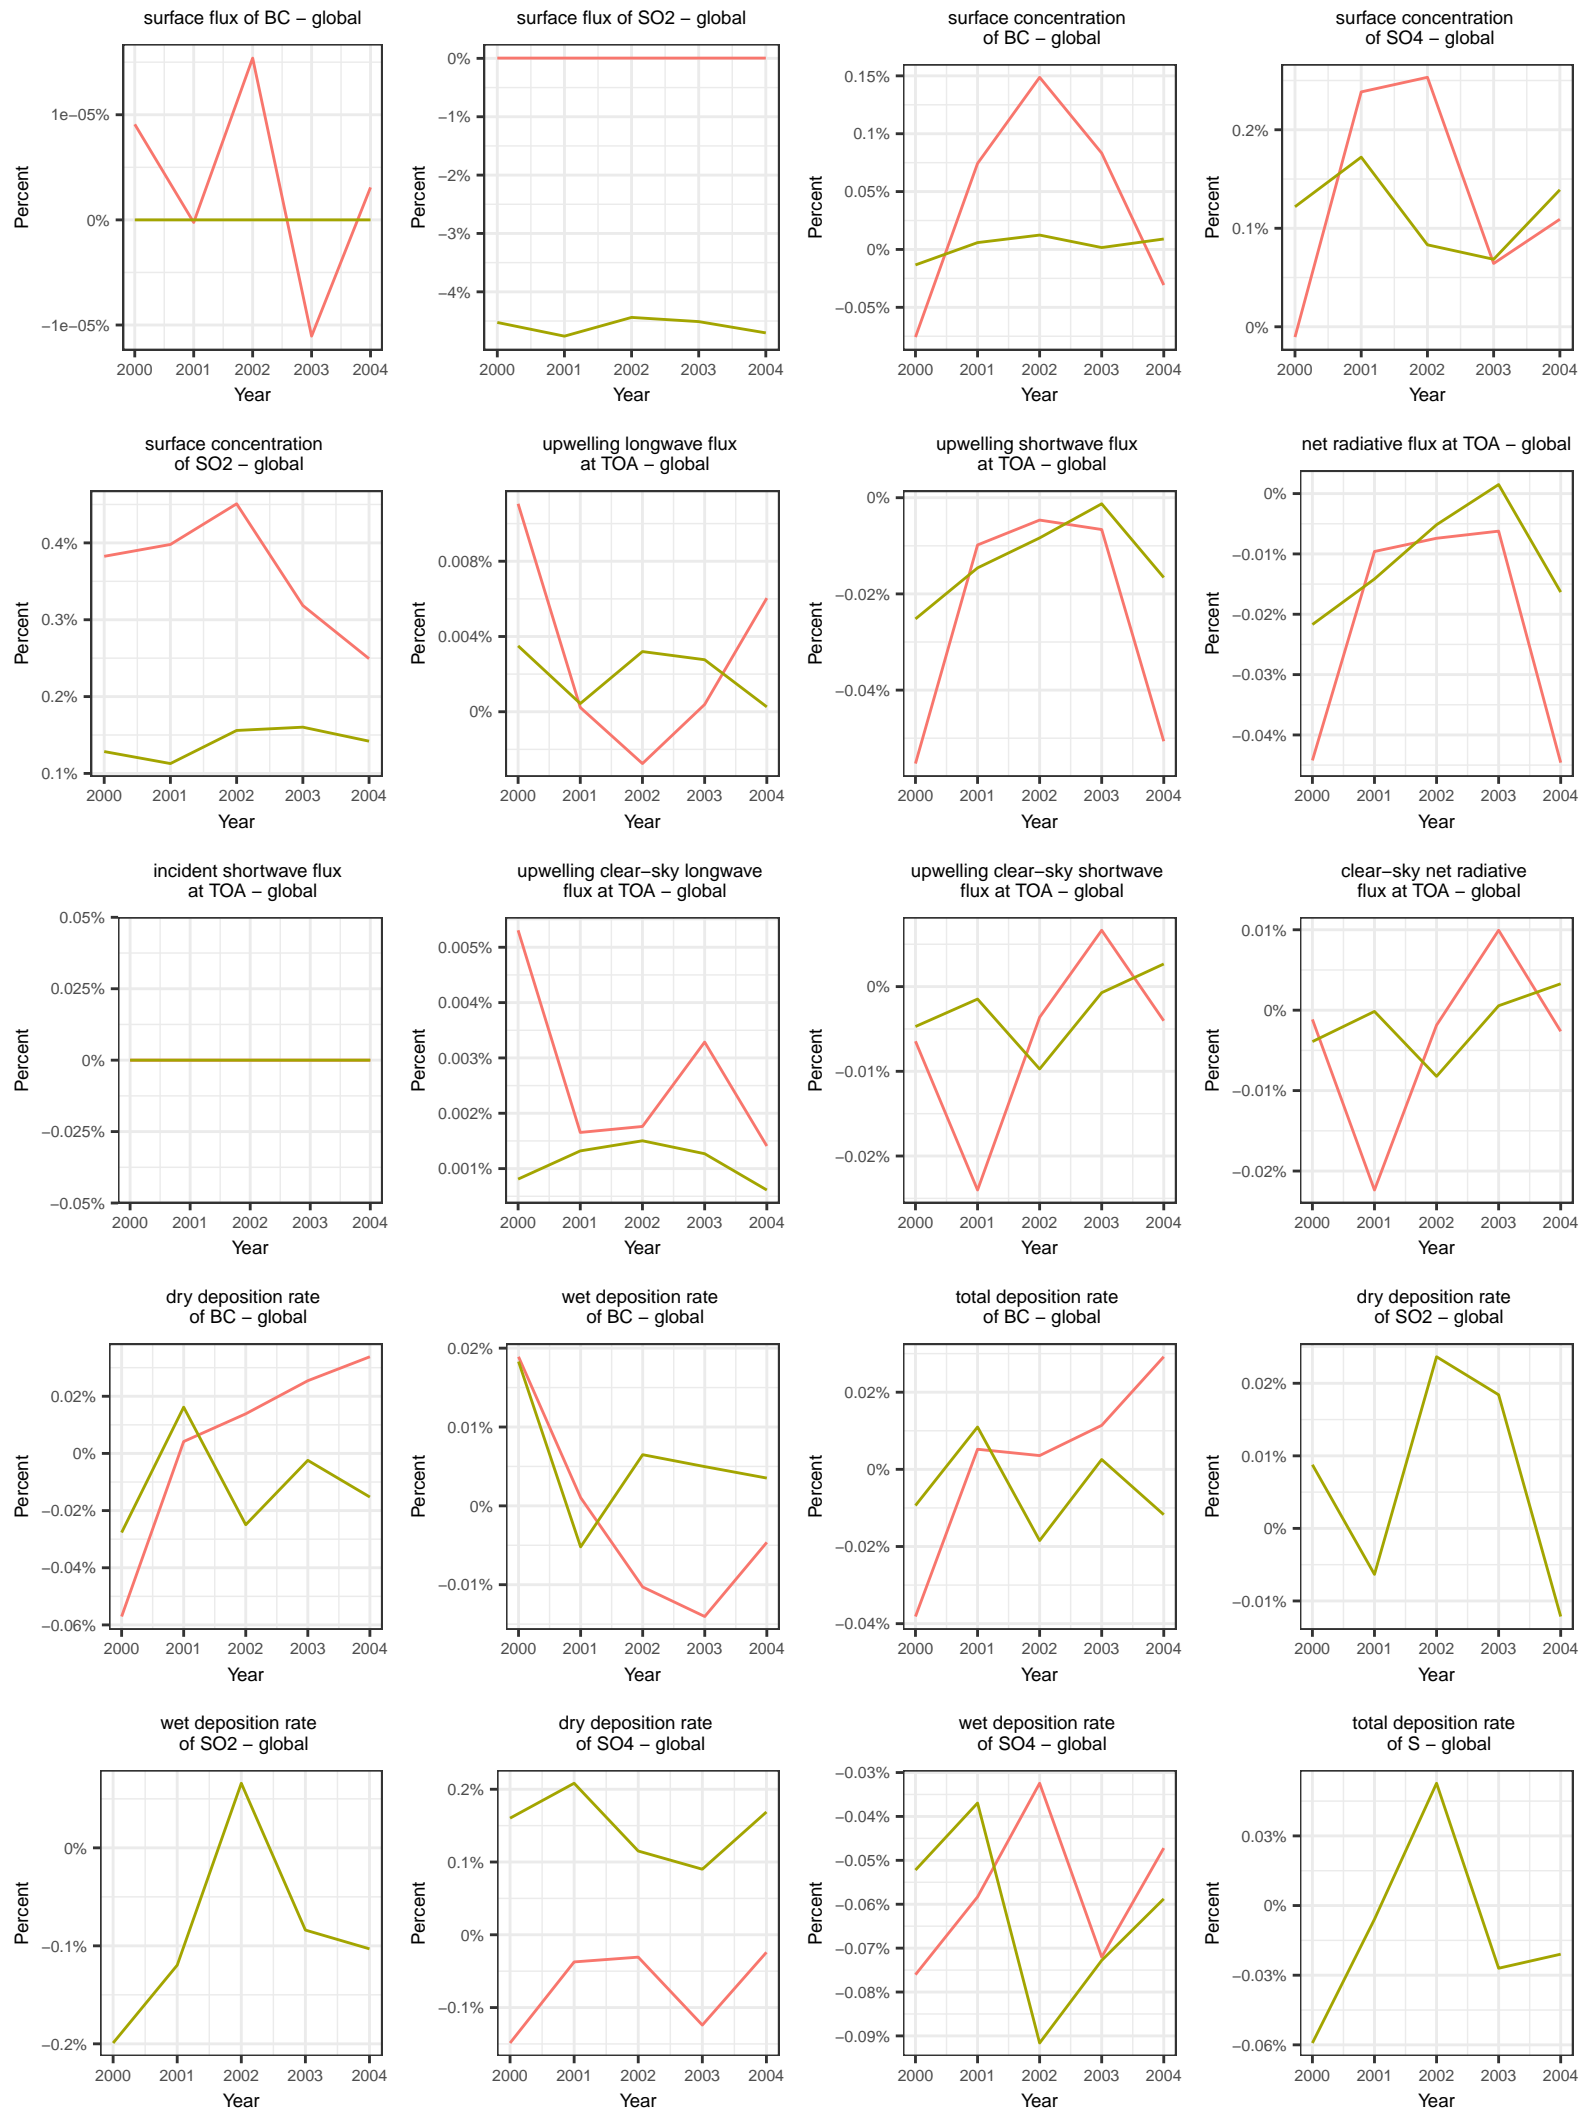 surface flux of BC − global
surface flux of SO2 − global
surface concentration
of BC − global
surface concentration
of SO4 − global
1e−05%
0%
−1e−05%
Percent
2000 2001 2002 2003 2004
Year
0%
−1%
−2%
−3%
−4%
Percent
2000 2001 2002 2003 2004
Year
0.15%
0.1%
0.05%
0%
−0.05%
Percent
2000 2001 2002 2003 2004
Year
0.2%
0.1%
0%
Percent
2000 2001 2002 2003 2004
Year
surface concentration
of SO2 − global
upwelling longwave flux
at TOA − global
upwelling shortwave flux
at TOA − global
net radiative flux at TOA − global
0.4%
0.3%
0.2%
0.1%
Percent
2000 2001 2002 2003 2004
Year
0.008%
0.004%
0%
Percent
2000 2001 2002 2003 2004
Year
0%
−0.02%
−0.04%
Percent
2000 2001 2002 2003 2004
Year
0%
−0.01%
−0.02%
−0.03%
−0.04%
Percent
2000 2001 2002 2003 2004
Year
incident shortwave flux
at TOA − global
upwelling clear−sky longwave
flux at TOA − global
upwelling clear−sky shortwave
flux at TOA − global
clear−sky net radiative
flux at TOA − global
0.05%
0.025%
0%
−0.025%
−0.05%
Percent
2000 2001 2002 2003 2004
Year
0.005%
0.004%
0.003%
0.002%
0.001%
Percent
2000 2001 2002 2003 2004
Year
0%
−0.01%
−0.02%
Percent
2000 2001 2002 2003 2004
Year
0.01%
0%
−0.01%
−0.02%
Percent
2000 2001 2002 2003 2004
Year
dry deposition rate
of BC − global
wet deposition rate
of BC − global
total deposition rate
of BC − global
dry deposition rate
of SO2 − global
0.02%
0%
−0.02%
−0.04%
−0.06%
Percent
2000 2001 2002 2003 2004
Year
0.02%
0.01%
0%
−0.01%
Percent
2000 2001 2002 2003 2004
Year
0.02%
0%
−0.02%
−0.04%
Percent
2000 2001 2002 2003 2004
Year
0.02%
0.01%
0%
−0.01%
Percent
2000 2001 2002 2003 2004
Year
wet deposition rate
of SO2 − global
dry deposition rate
of SO4 − global
wet deposition rate
of SO4 − global
total deposition rate
of S − global
0%
−0.1%
−0.2%
Percent
2000 2001 2002 2003 2004
Year
0.2%
0.1%
0%
−0.1%
Percent
2000 2001 2002 2003 2004
Year
−0.03%
−0.04%
−0.05%
−0.06%
−0.07%
−0.08%
−0.09%
Percent
2000 2001 2002 2003 2004
Year
0.03%
0%
−0.03%
−0.06%
Percent
2000 2001 2002 2003 2004
Year